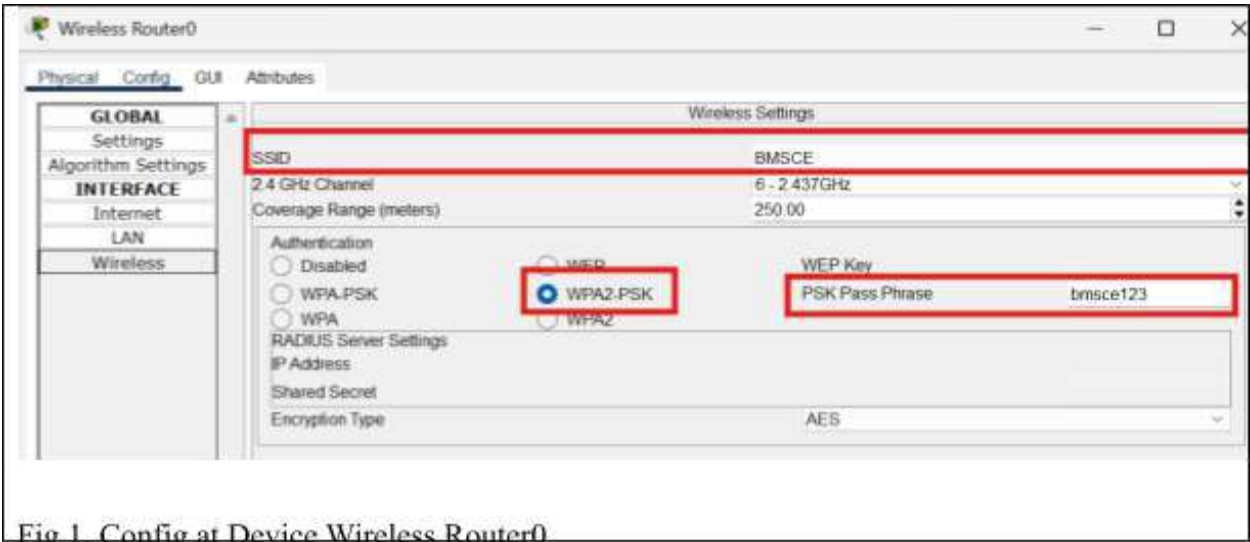 Wireless Router0
Physical Config GUI Attributes
GLOBAL
Settings
Algorithm Settings
INTERFACE
Internet
LAN
Wireless
Wireless Settings
SSID BMSCE
2.4 GHz Channel 6 - 2.437GHz
Coverage Range (meters) 250.00
Authentication
Disabled WEP WEP Key
WPA-PSK WPA2-PSK PSK Pass Phrase bmsce123
WPA WPA2
RADIUS Server Settings
IP Address
Shared Secret
Encryption Type AES
Fig 1. Config at Device Wireless Router0